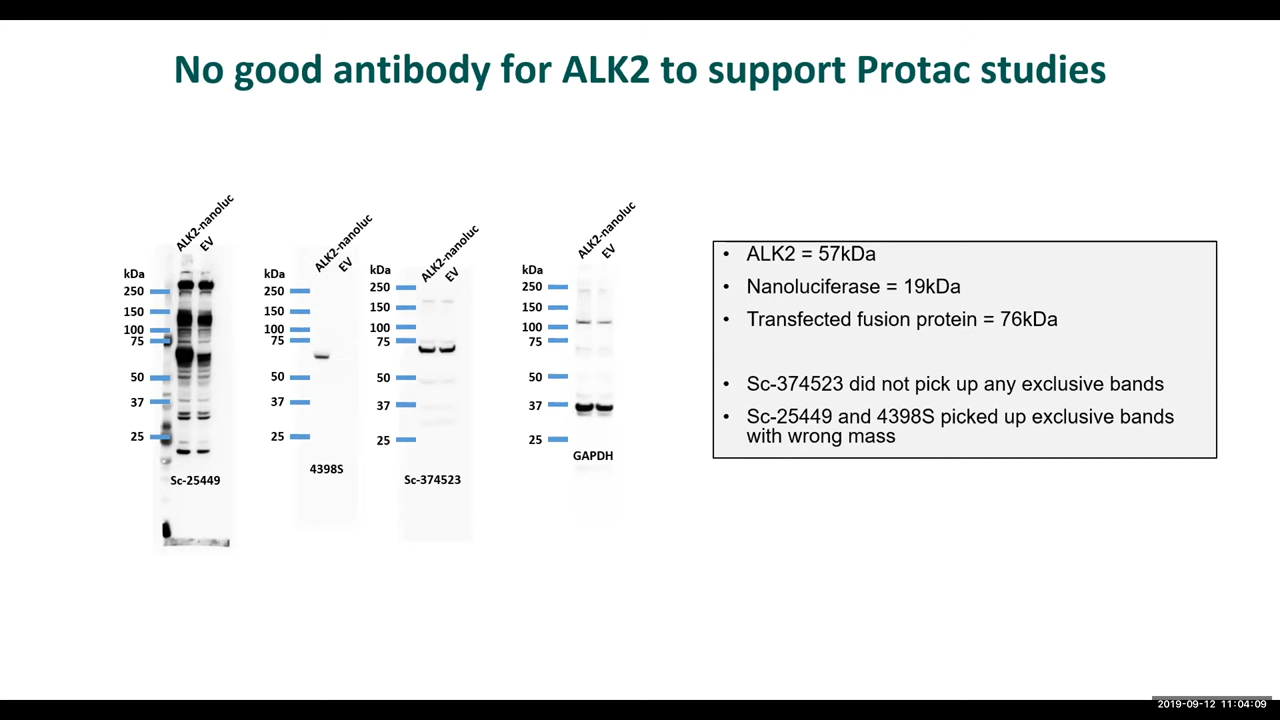 No good antibody for ALK2 to support Protac studies
ALK2-nanoluc
EV
kDa
250
150
100
75
50
37
25
Sc-25449
ALK2-nanoluc
EV
kDa
250
150
100
75
50
37
25
4398S
ALK2-nanoluc
EV
kDa
250
150
100
75
50
37
25
Sc-374523
ALK2-nanoluc
EV
kDa
250
150
100
75
50
37
25
GAPDH
• ALK2 = 57kDa
• Nanoluciferase = 19kDa
• Transfected fusion protein = 76kDa
• Sc-374523 did not pick up any exclusive bands
• Sc-25449 and 4398S picked up exclusive bands
with wrong mass
2019-09-12 11:04:09